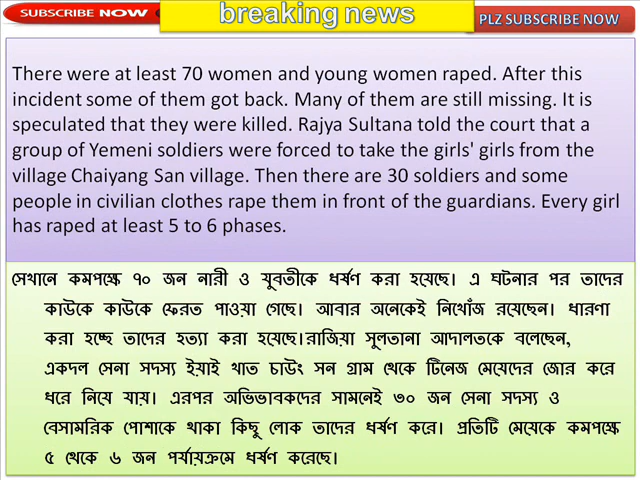 SUBSCRIBE NOW
breaking news
PLZ SUBSCRIBE NOW
There were at least 70 women and young women raped. After this
incident some of them got back. Many of them are still missing. It is
speculated that they were killed. Rajya Sultana told the court that a
group of Yemeni soldiers were forced to take the girls' girls from the
village Chaiyang San village. Then there are 30 soldiers and some
people in civilian clothes rape them in front of the guardians. Every girl
has raped at least 5 to 6 phases.
সেখানে কমপক্ষে ৭০ জন নারী ও যুবতীকে ধর্ষণ করা হয়েছে। এ ঘটনার পর তাদের
কাউকে কাউকে ফেরত পাওয়া গেছে। আবার অনেকেই নিখোঁজ রয়েছেন। ধারণা
করা হচ্ছে তাদের হত্যা করা হয়েছে।রাজিয়া সুলতানা আদালতকে বলেছেন,
একদল সেনা সদস্য ইয়াই থাত চাউং সন গ্রাম থেকে টিনেজ মেয়েদের জোর করে
ধরে নিয়ে যায়। এরপর অভিভাবকদের সামনেই ৩০ জন সেনা সদস্য ও
বেসামরিক পোশাকে থাকা কিছু লোক তাদের ধর্ষণ করে। প্রতিটি মেয়েকে কমপক্ষে
৫ থেকে ৬ জন পর্যায়ক্রমে ধর্ষণ করেছে।